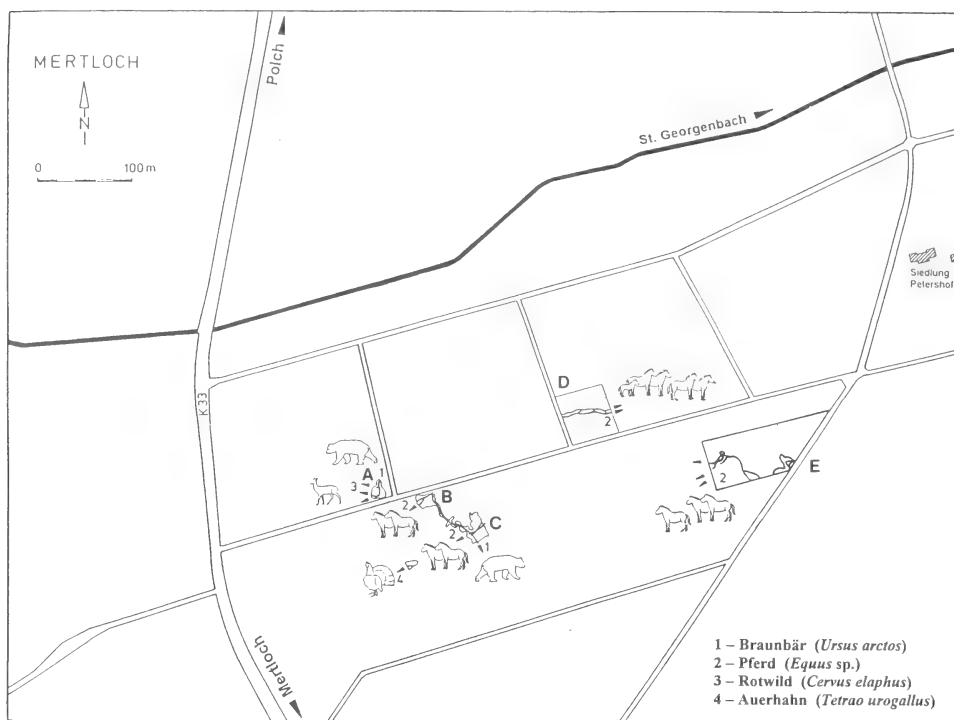 MERTLOCH
N
0 100 m
Polch
St. Georgenbach
Siedlung
Petershof
K33
D
2
E
2
A
1
3
B
2
C
2
1
4
Mertloch
1 – Braunbär (Ursus arctos)
2 – Pferd (Equus sp.)
3 – Rotwild (Cervus elaphus)
4 – Auerhahn (Tetrao urogallus)